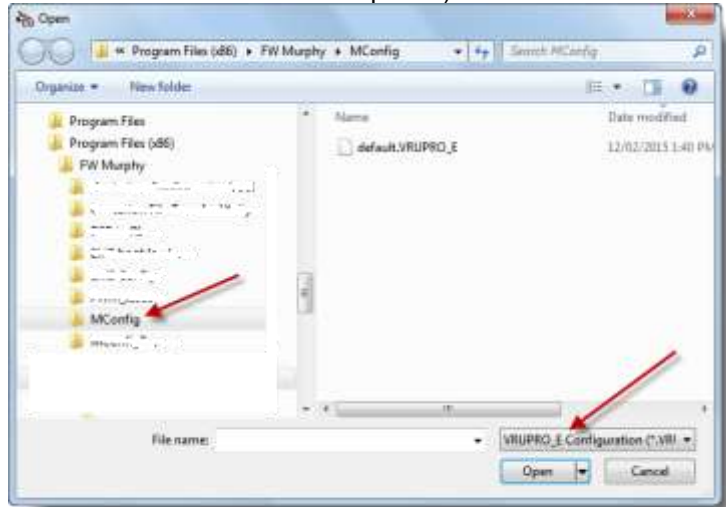 Open
« Program Files (x86) ▸ FW Murphy ▸ MConfig
Search MConfig
Organize
New folder
Name
Date modified
Program Files
Program Files (x86)
FW Murphy
MConfig
default.VRUPRO_E
12/02/2015 1:40 PM
File name:
VRUPRO_E Configuration (*.VRI
Open
Cancel